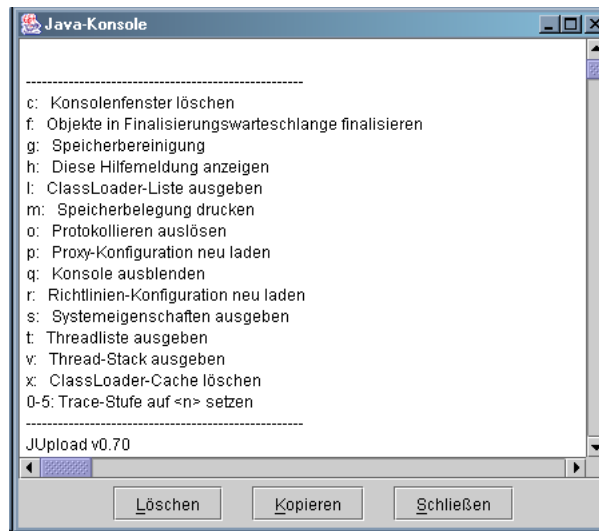 Java-Konsole
----------------------------------------------------
c: Konsolenfenster löschen
f: Objekte in Finalisierungswarteschlange finalisieren
g: Speicherbereinigung
h: Diese Hilfemeldung anzeigen
l: ClassLoader-Liste ausgeben
m: Speicherbelegung drucken
o: Protokollieren auslösen
p: Proxy-Konfiguration neu laden
q: Konsole ausblenden
r: Richtlinien-Konfiguration neu laden
s: Systemeigenschaften ausgeben
t: Threadliste ausgeben
v: Thread-Stack ausgeben
x: ClassLoader-Cache löschen
0-5: Trace-Stufe auf <n> setzen
----------------------------------------------------
JUpload v0.70
Löschen Kopieren Schließen